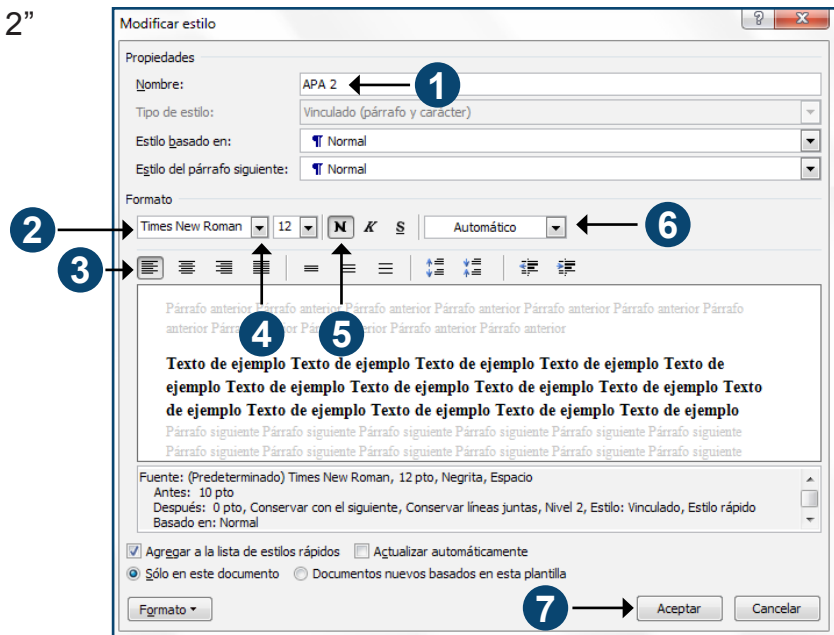 2”
Modificar estilo
Propiedades
Nombre: APA 2 1
Tipo de estilo: Vinculado (párrafo y carácter)
Estilo basado en: ¶ Normal
Estilo del párrafo siguiente: ¶ Normal
Formato
2 Times New Roman 12 N K S Automático 6
3
4 5
Párrafo anterior Párrafo anterior Párrafo anterior Párrafo anterior Párrafo anterior Párrafo anterior Párrafo
anterior Párrafo anterior Párrafo anterior Párrafo anterior Párrafo anterior
Texto de ejemplo Texto de ejemplo Texto de ejemplo Texto de ejemplo Texto de
ejemplo Texto de ejemplo Texto de ejemplo Texto de ejemplo Texto de ejemplo Texto
de ejemplo Texto de ejemplo Texto de ejemplo Texto de ejemplo Texto de ejemplo
Párrafo siguiente Párrafo siguiente Párrafo siguiente Párrafo siguiente Párrafo siguiente Párrafo siguiente
Párrafo siguiente Párrafo siguiente Párrafo siguiente Párrafo siguiente Párrafo siguiente Párrafo siguiente
Fuente: (Predeterminado) Times New Roman, 12 pto, Negrita, Espacio
Antes: 10 pto
Después: 0 pto, Conservar con el siguiente, Conservar líneas juntas, Nivel 2, Estilo: Vinculado, Estilo rápido
Basado en: Normal
Agregar a la lista de estilos rápidos Actualizar automáticamente
Sólo en este documento Documentos nuevos basados en esta plantilla
Formato 7 Aceptar Cancelar